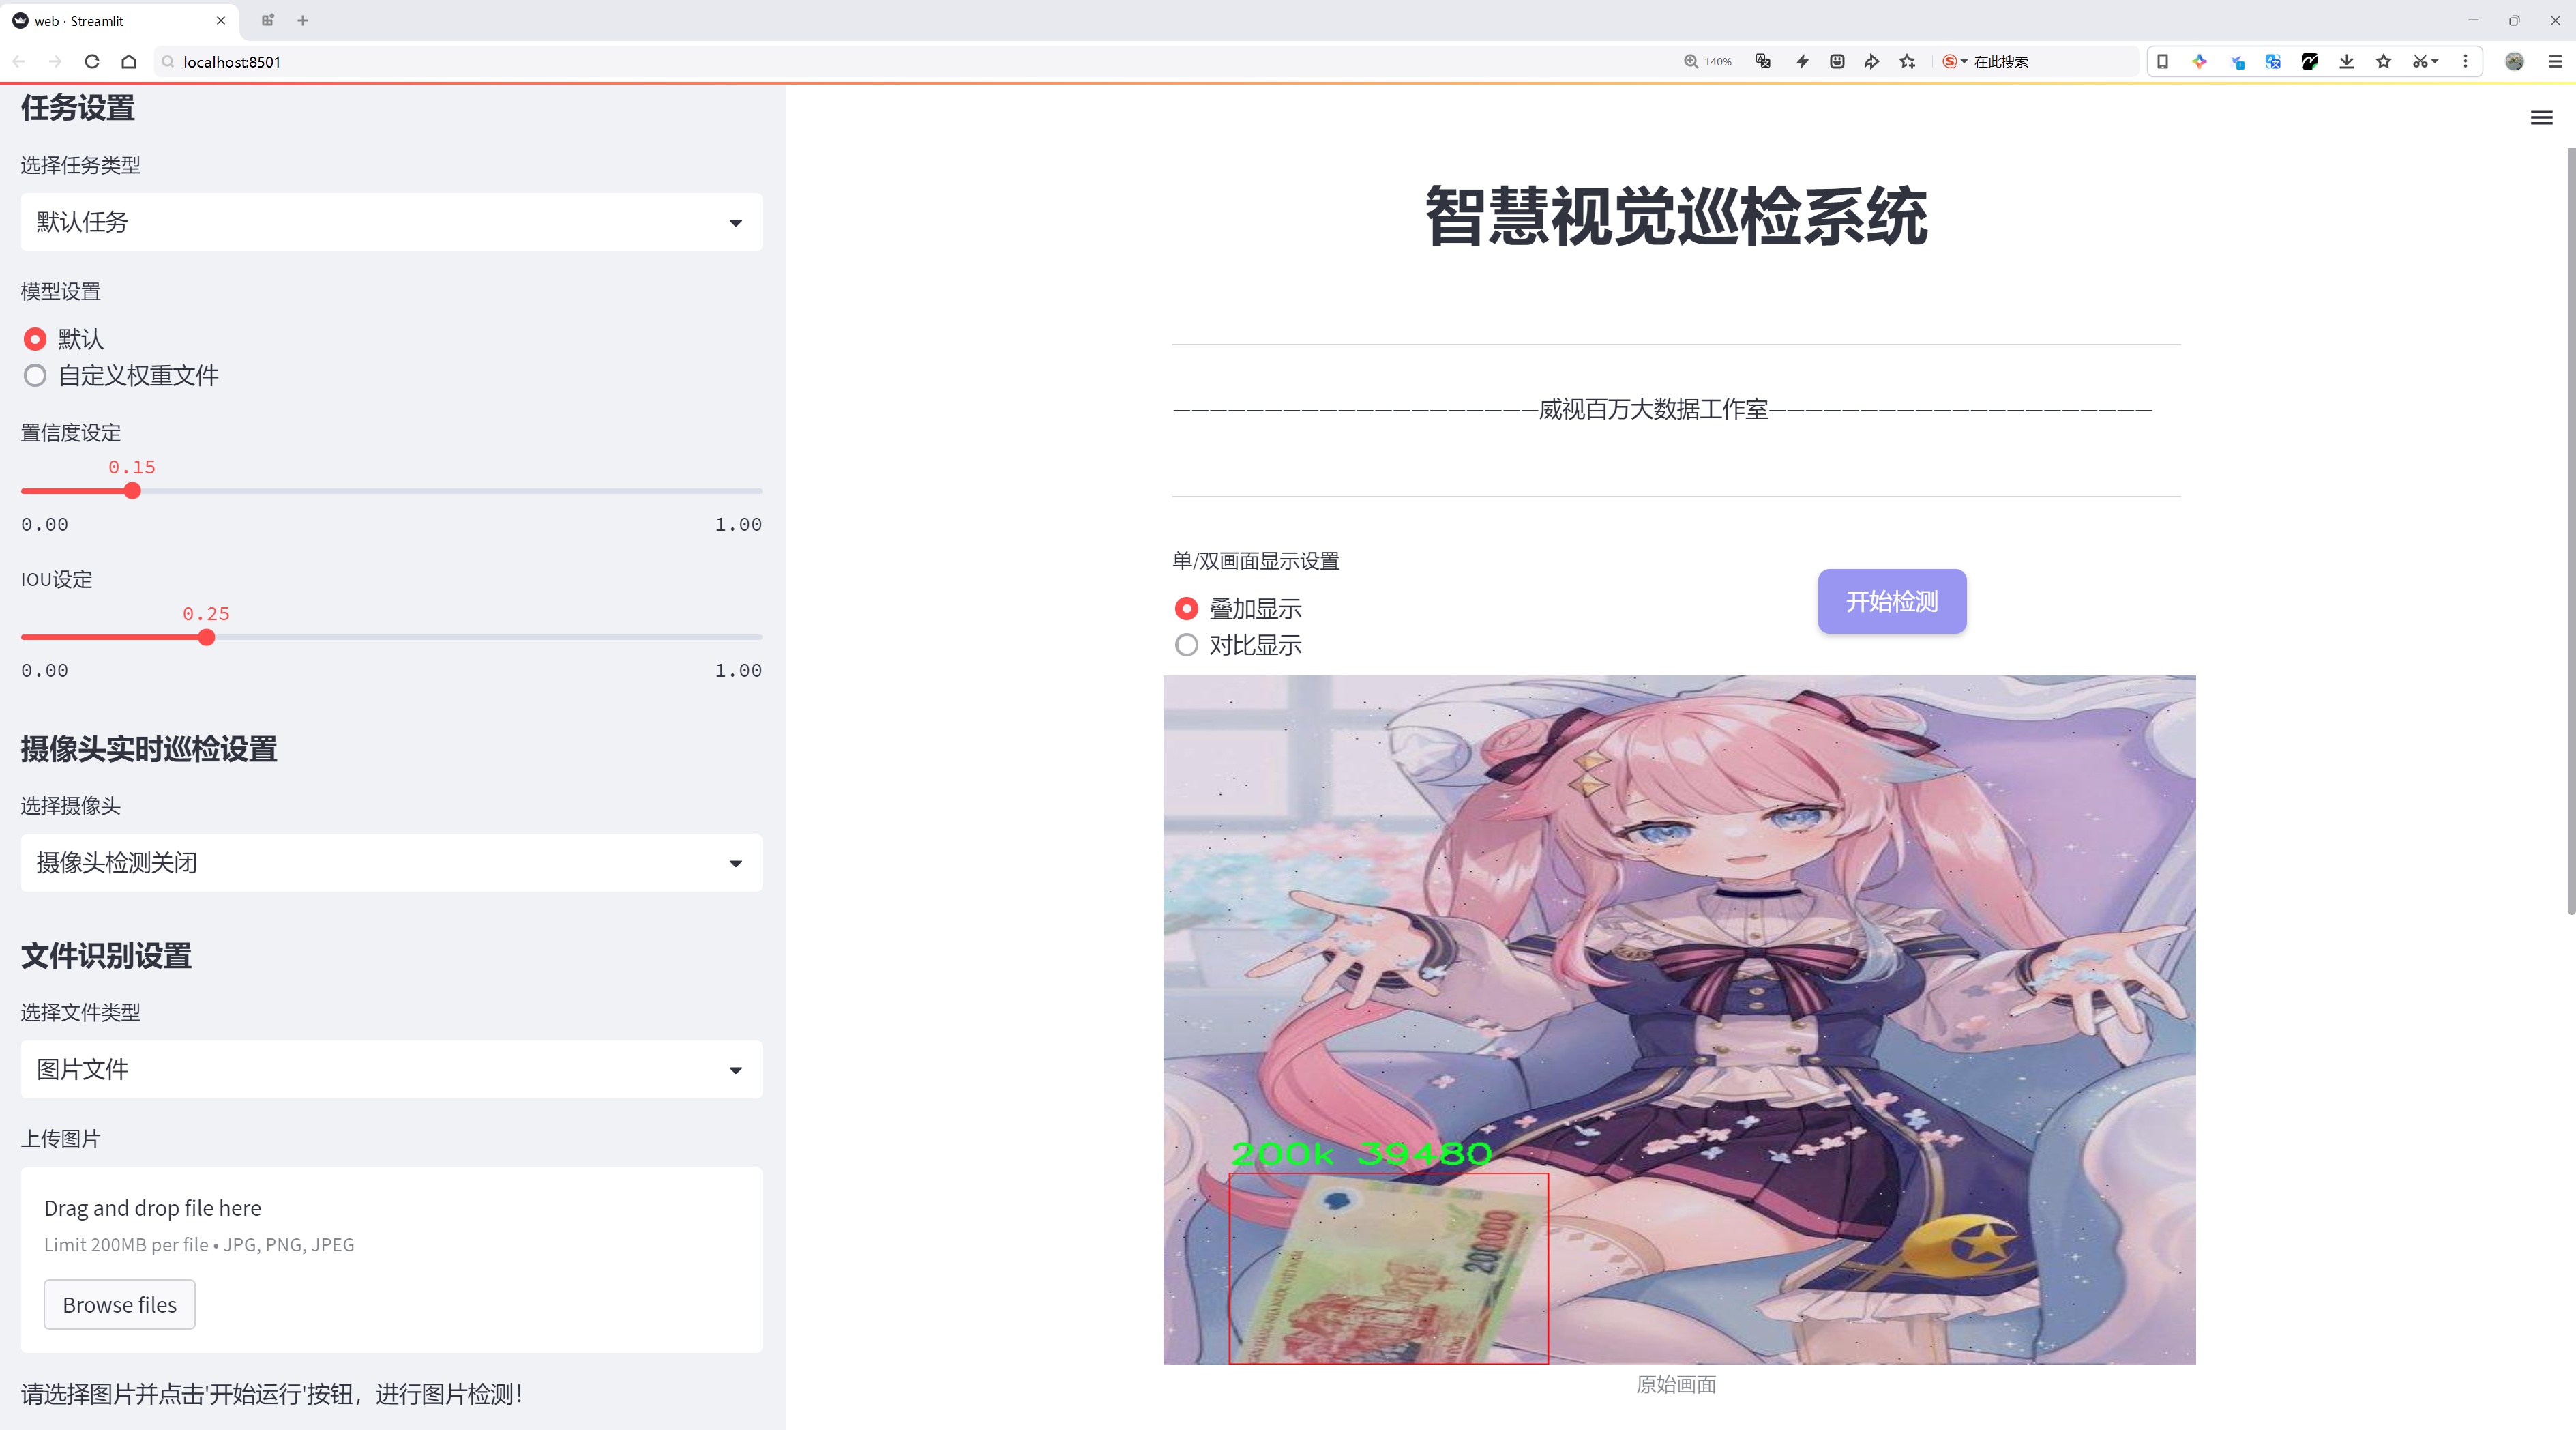 web · Streamlit
localhost:8501
140%
在此搜索
任务设置
选择任务类型
默认任务
模型设置
默认
自定义权重文件
置信度设定
0.15
0.00
1.00
IOU设定
0.25
0.00
1.00
摄像头实时巡检设置
选择摄像头
摄像头检测关闭
文件识别设置
选择文件类型
图片文件
上传图片
Drag and drop file here
Limit 200MB per file • JPG, PNG, JPEG
Browse files
请选择图片并点击'开始运行'按钮，进行图片检测！
智慧视觉巡检系统
————————————————————威视百万大数据工作室—————————————————————
单/双画面显示设置
叠加显示
对比显示
开始检测
200k 39480
200000
原始画面